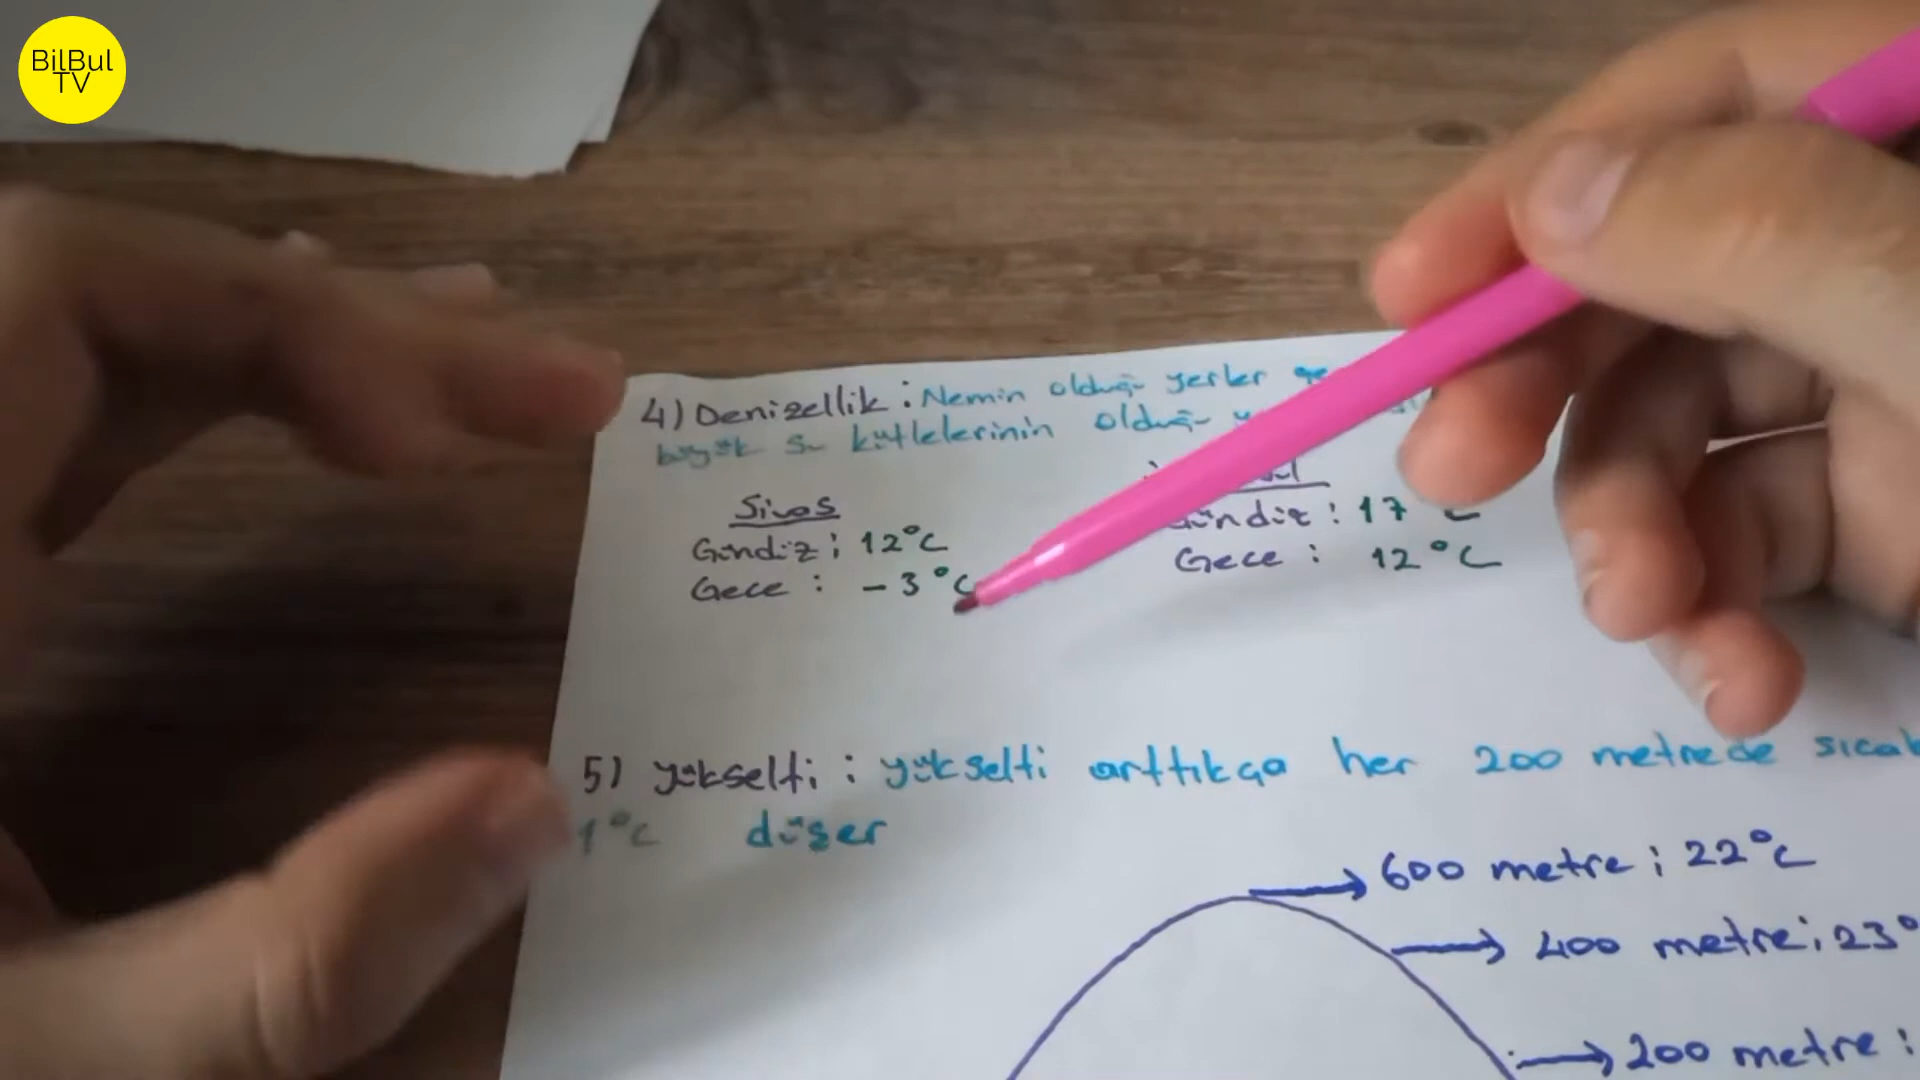 BilBul
TV
4) Denizellik : Nemin olduğu yerler
büyük su kütlelerinin olduğu
Sivas
Gündüz : 12°C
Gece : -3°C
Gündüz : 17 C
Gece : 12°C
5) Yükselti : Yükselti arttıkça her 200 metrede sıcak
1°C düşer
600 metre : 22°C
400 metre : 23°
200 metre :